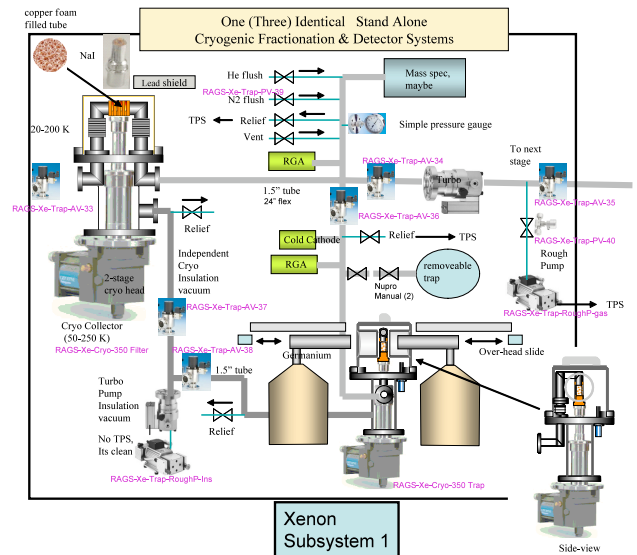 One (Three) Identical Stand Alone
Cryogenic Fractionation & Detector Systems
copper foam
filled tube
NaI
Lead shield
20-200 K
He flush
RAGS-Xe-Trap-PV-39
N2 flush
TPS
Relief
Vent
Mass spec,
maybe
Simple pressure gauge
RGA
RAGS-Xe-Trap-AV-34
Turbo
To next
stage
1.5” tube
24” flex
RAGS-Xe-Trap-AV-33
RAGS-Xe-Trap-AV-35
RAGS-Xe-Trap-AV-36
Relief
Cold Cathode
Relief
TPS
RAGS-Xe-Trap-PV-40
Rough
Pump
RGA
Nupro
Manual (2)
removeable
trap
Independent
Cryo
Insulation
vacuum
2-stage
cryo head
RAGS-Xe-Trap-AV-37
TPS
RAGS-Xe-Trap-RoughP-gas
Cryo Collector
(50-250 K)
RAGS-Xe-Cryo-350 Filter
RAGS-Xe-Trap-AV-38
Germanium
Over-head slide
1.5” tube
Turbo
Pump
Insulation
vacuum
Relief
No TPS,
Its clean
RAGS-Xe-Trap-RoughP-Ins
RAGS-Xe-Cryo-350 Trap
Xenon
Subsystem 1
Side-view